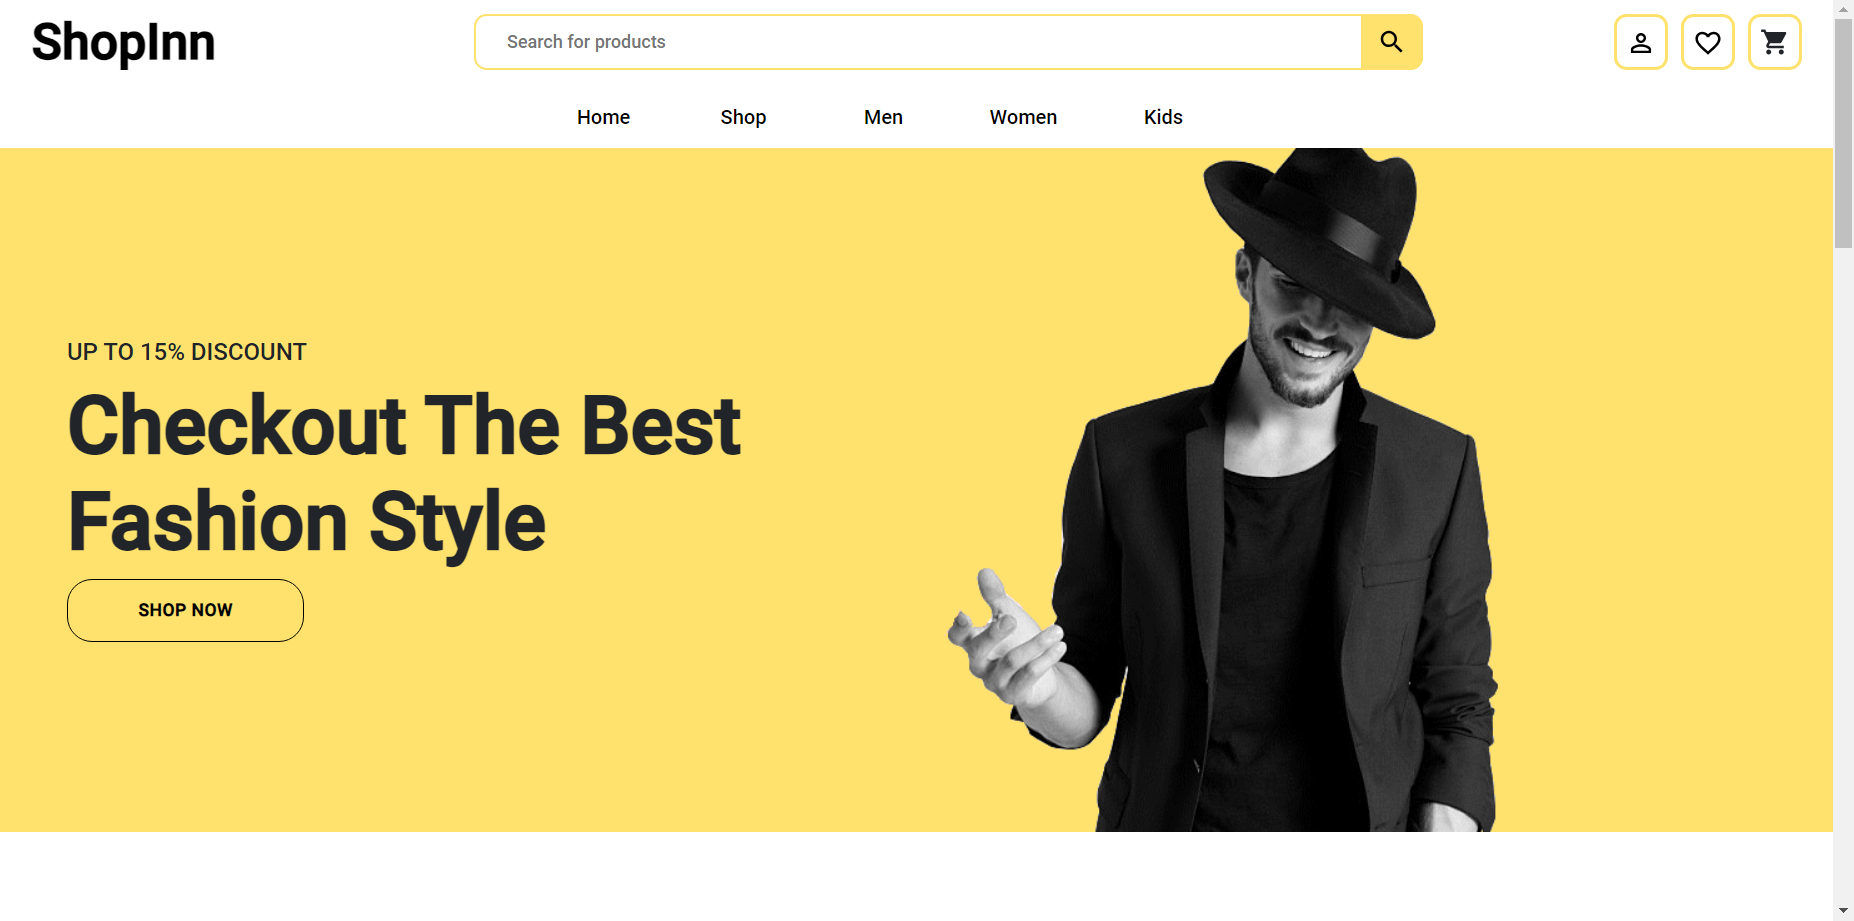 ShopInn
Search for products
Home Shop Men Women Kids
UP TO 15% DISCOUNT
Checkout The Best
Fashion Style
SHOP NOW